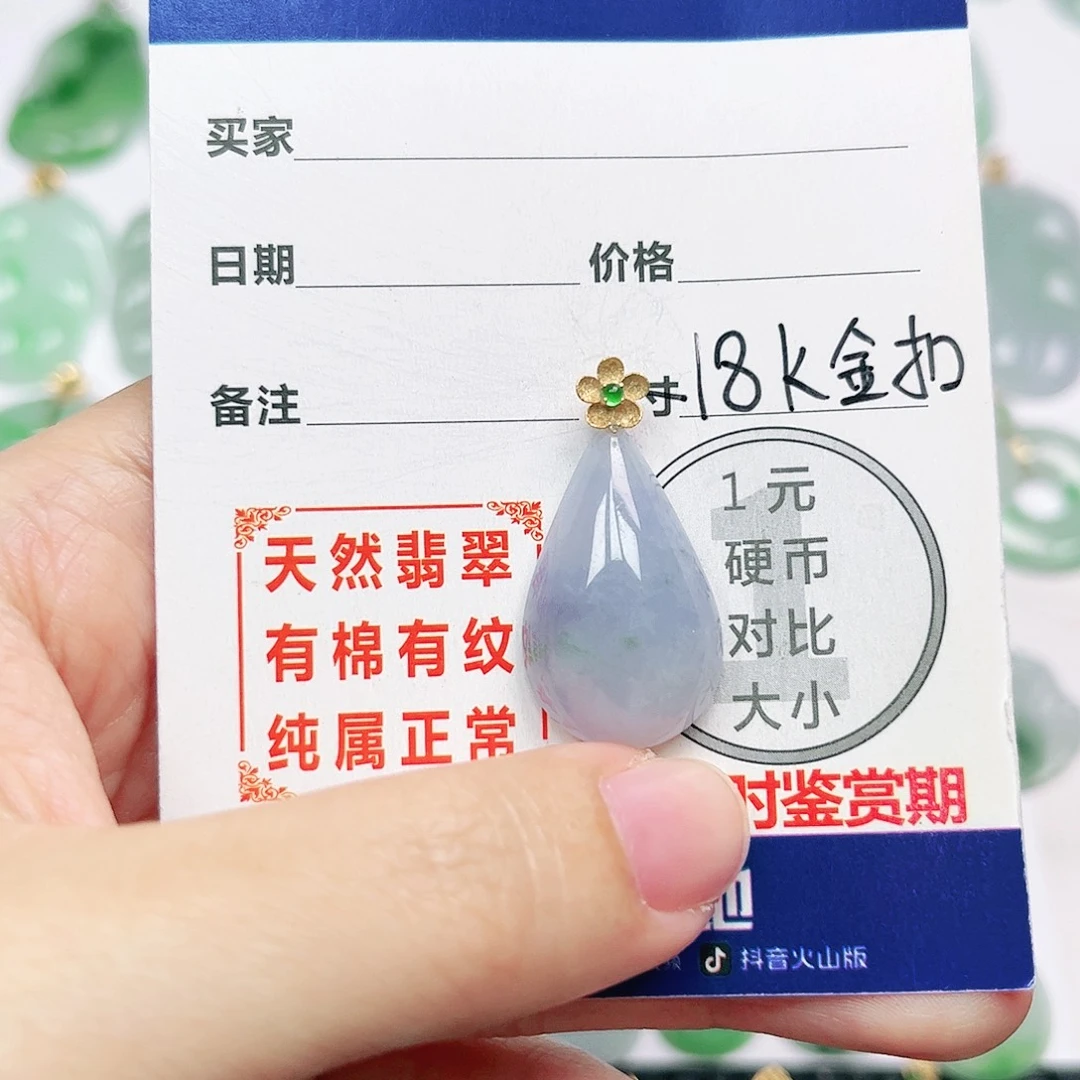 买家
日期 价格
备注 寸 18K金扣
1元
硬币
对比
大小
天然翡翠
有棉有纹
纯属正常
时鉴赏期
抖音火山版